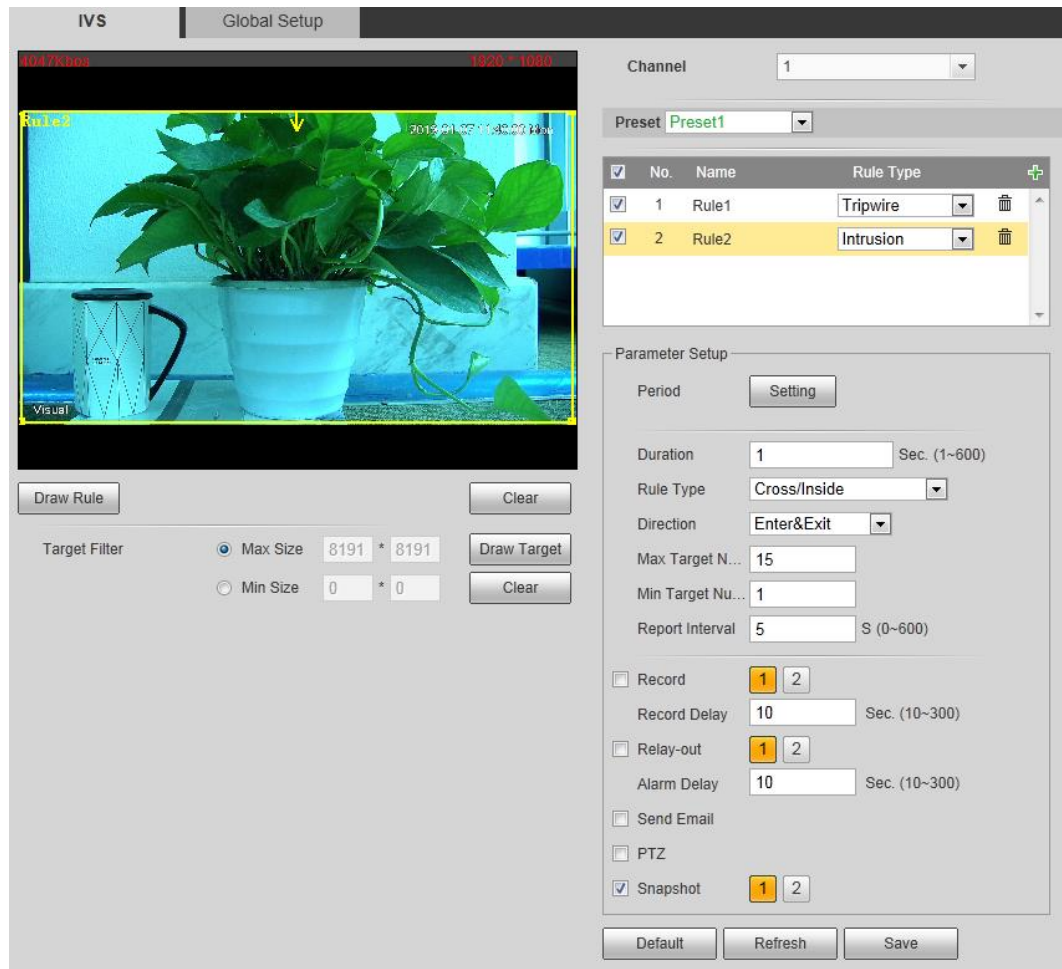 IVS
Global Setup
4047Kbps
1920 * 1080
Rule2
Visual
Draw Rule
Clear
Target Filter
Max Size 8191 * 8191
Draw Target
Min Size 0 * 0
Clear
Channel 1
Preset Preset1
No. Name Rule Type
1 Rule1 Tripwire
2 Rule2 Intrusion
Parameter Setup
Period Setting
Duration 1 Sec. (1~600)
Rule Type Cross/Inside
Direction Enter&Exit
Max Target N... 15
Min Target Nu... 1
Report Interval 5 S (0~600)
Record 1 2
Record Delay 10 Sec. (10~300)
Relay-out 1 2
Alarm Delay 10 Sec. (10~300)
Send Email
PTZ
Snapshot 1 2
Default Refresh Save